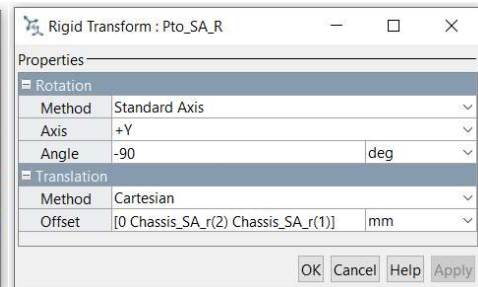 Rigid Transform : Pto_SA_R
Properties
Rotation
Method Standard Axis
Axis +Y
Angle -90 deg
Translation
Method Cartesian
Offset [0 Chassis_SA_r(2) Chassis_SA_r(1)] mm
OK Cancel Help Apply